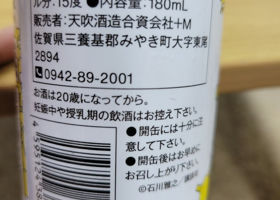 ルコール分:15度 ●内容量:180mL
販売者:天吹酒造合資会社+M
佐賀県三養基郡みやき町大字東尾
2894
0942-89-2001
お酒は20歳になってから。
妊娠中や授乳期の飲酒はお控え下さい。
●開缶には十分に注
意して下さい。
●開缶後はお早めに
お召し上がり下さい。
©石川雅之/講談社